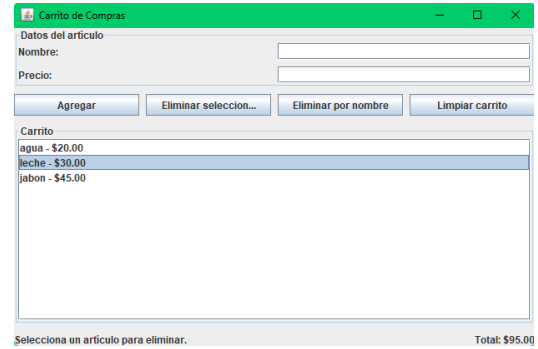 Carrito de Compras
Datos del artículo
Nombre:
Precio:
Agregar Eliminar seleccion... Eliminar por nombre Limpiar carrito
Carrito
agua - $20.00
leche - $30.00
jabon - $45.00
Selecciona un artículo para eliminar. Total: $95.00